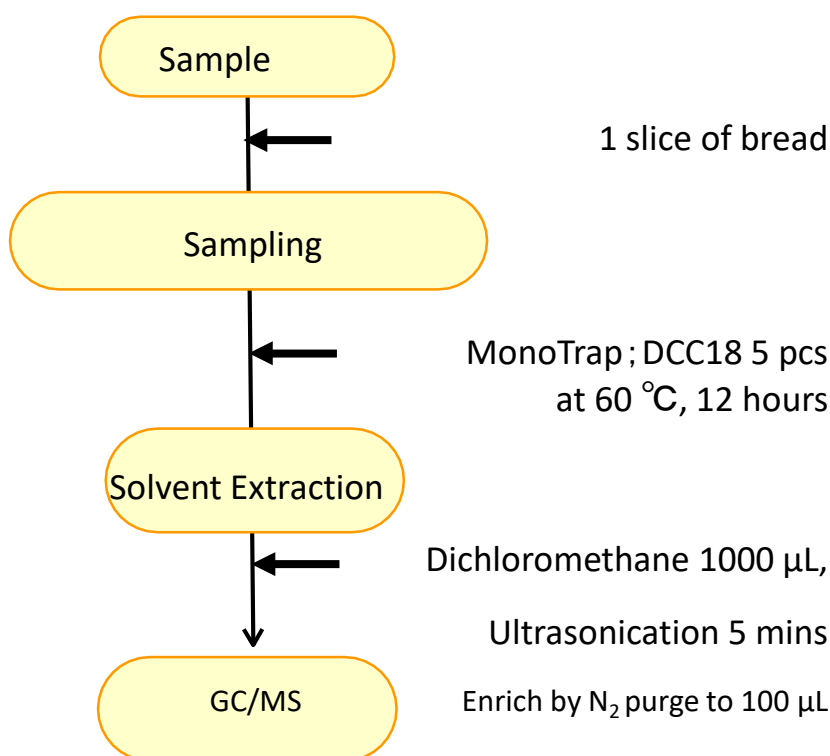 Sample
1 slice of bread
Sampling
MonoTrap ; DCC18 5 pcs
at 60 ℃, 12 hours
Solvent Extraction
Dichloromethane 1000 µL,
Ultrasonication 5 mins
GC/MS
Enrich by N₂ purge to 100 µL